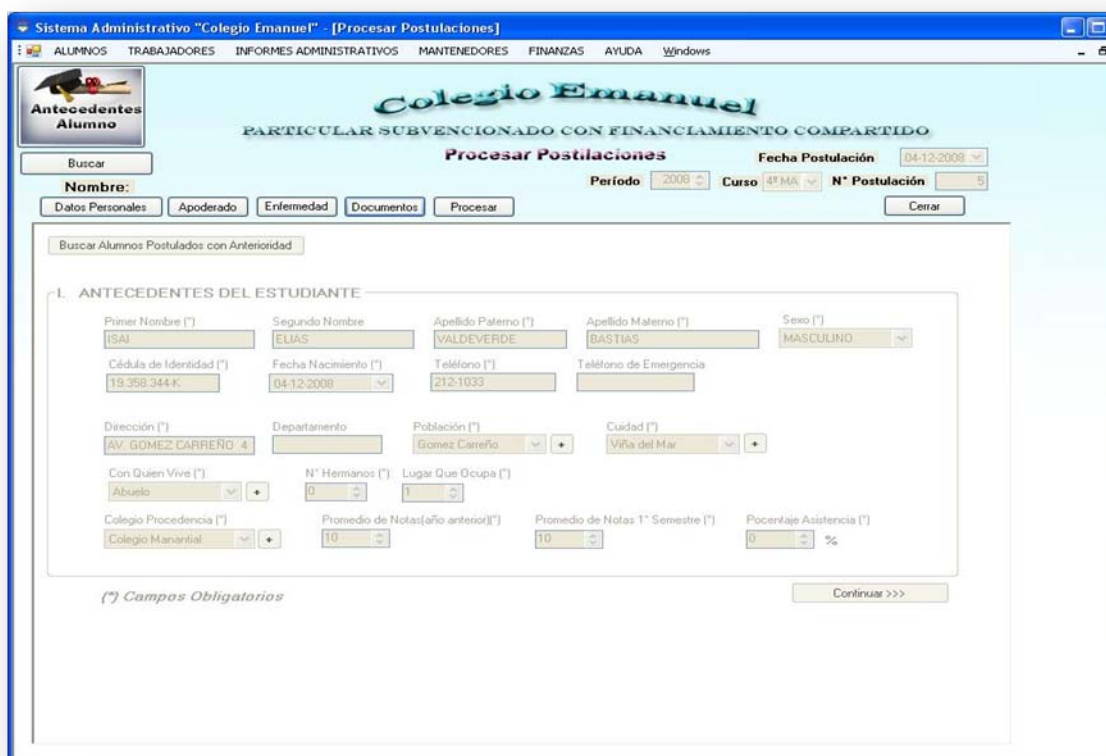 Sistema Administrativo "Colegio Emanuel" - [Procesar Postulaciones]
ALUMNOS TRABAJADORES INFORMES ADMINISTRATIVOS MANTENEDORES FINANZAS AYUDA Windows
Antecedentes
Alumno
Colegio Emanuel
PARTICULAR SUBVENCIONADO CON FINANCIAMIENTO COMPARTIDO
Buscar
Procesar Postilaciones
Fecha Postulación 04-12-2008
Nombre:
Período 2008 Curso 4º MA N° Postulación 5
Datos Personales Apoderado Enfermedad Documentos Procesar Cerrar
Buscar Alumnos Postulados con Anterioridad
I. ANTECEDENTES DEL ESTUDIANTE
Primer Nombre (*) Segundo Nombre Apellido Paterno (*) Apellido Materno (*) Sexo (*)
ISAI ELIAS VALDEVERDE BASTIAS MASCULINO
Cédula de Identidad (*) Fecha Nacimiento (*) Teléfono (*) Teléfono de Emergencia
19.358.344-K 04-12-2008 212-1033
Dirección (*) Departamento Población (*) Cuidad (*)
AV. GOMEZ CARREÑO 4 Gomez Carreño + Viña del Mar +
Con Quien Vive (*) N° Hermanos (*) Lugar Que Ocupa (*)
Abuelo + 0 1
Colegio Procedencia (*) Promedio de Notas(año anterior)(*) Promedio de Notas 1° Semestre (*) Pocentaje Asistencia (*)
Colegio Manantial + 10 10 0 %
(*) Campos Obligatorios
Continuar >>>